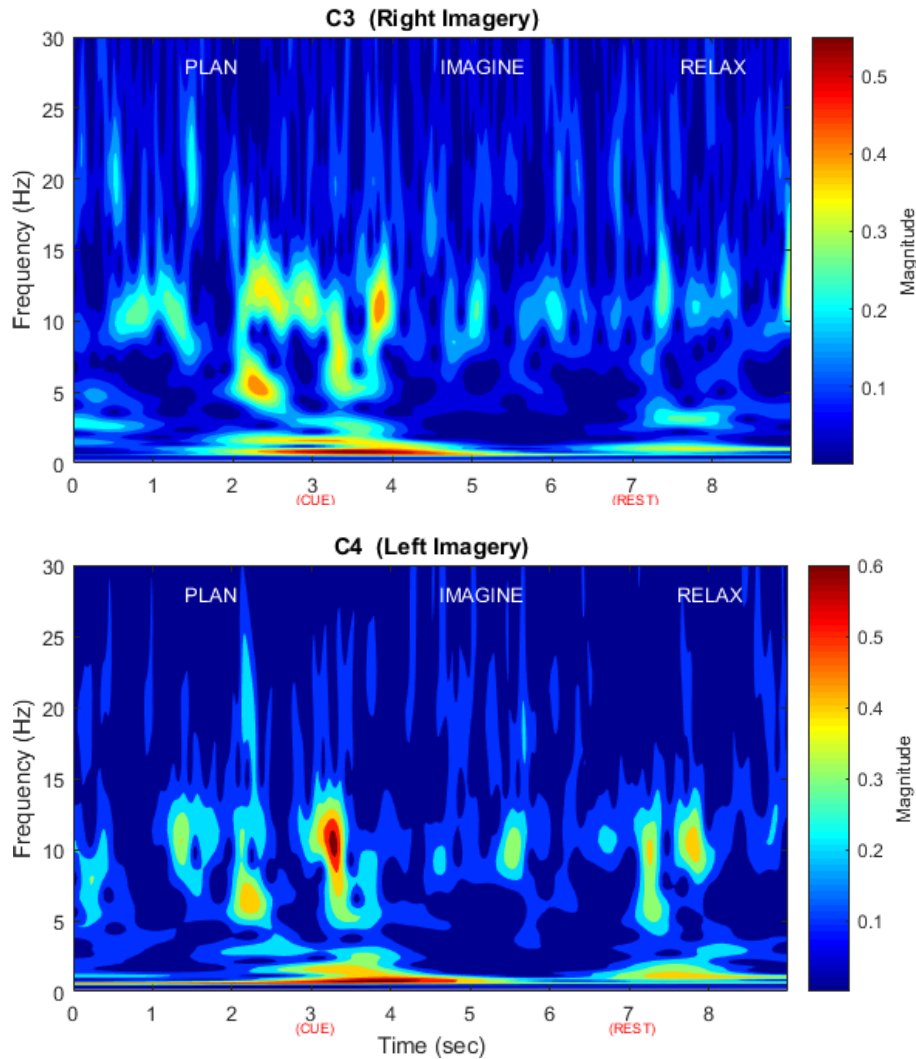 C3  (Right Imagery)
PLAN IMAGINE RELAX
30
25
20
15
10
5
0
Frequency (Hz)
0 1 2 3 4 5 6 7 8
(CUE) (REST)
0.5
0.4
0.3
0.2
0.1
Magnitude
C4  (Left Imagery)
PLAN IMAGINE RELAX
30
25
20
15
10
5
0
Frequency (Hz)
0 1 2 3 4 5 6 7 8
(CUE) (REST)
Time (sec)
0.6
0.5
0.4
0.3
0.2
0.1
Magnitude